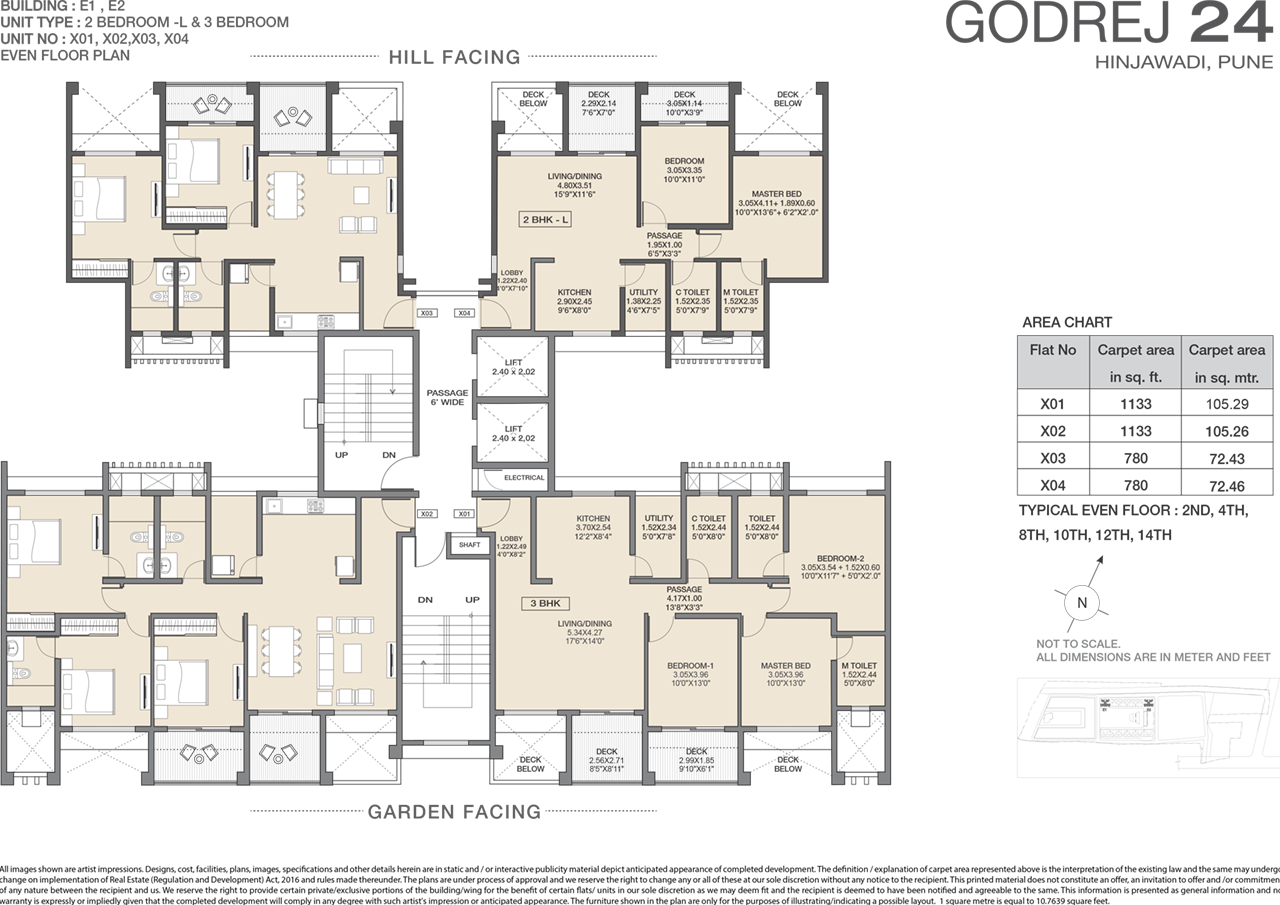 BUILDING : E1 , E2
UNIT TYPE : 2 BEDROOM -L & 3 BEDROOM
UNIT NO : X01, X02,X03, X04
EVEN FLOOR PLAN
GODREJ 24
HINJAWADI, PUNE
HILL FACING
DECK
BELOW
DECK
2.29X2.14
7'6"X7'0"
DECK
3.05X1.14
10'0"X3'9"
DECK
BELOW
LIVING/DINING
4.80X3.51
15'9"X11'6"
BEDROOM
3.05X3.35
10'0"X11'0"
MASTER BED
3.05X4.11+ 1.89X0.60
10'0"X13'6"+ 6'2"X2'.0"
2 BHK - L
PASSAGE
1.95X1.00
6'5"X3'3"
LOBBY
1.22X2.40
4'0"X7'10"
KITCHEN
2.90X2.45
9'6"X8'0"
UTILITY
1.38X2.25
4'6"X7'5"
C TOILET
1.52X2.35
5'0"X7'9"
M TOILET
1.52X2.35
5'0"X7'9"
X03
X04
LIFT
2.40 x 2.02
PASSAGE
6' WIDE
LIFT
2.40 x 2.02
UP
DN
ELECTRICAL
X02
X01
SHAFT
LOBBY
1.22X2.49
4'0"X8'2"
KITCHEN
3.70X2.54
12'2"X8'4"
UTILITY
1.52X2.34
5'0"X7'8"
C TOILET
1.52X2.44
5'0"X8'0"
TOILET
1.52X2.44
5'0"X8'0"
BEDROOM-2
3.05X3.54 + 1.52X0.60
10'0"X11'7" + 5'0"X2'.0"
PASSAGE
4.17X1.00
13'8"X3'3"
DN
UP
3 BHK
LIVING/DINING
5.34X4.27
17'6"X14'0"
BEDROOM-1
3.05X3.96
10'0"X13'0"
MASTER BED
3.05X3.96
10'0"X13'0"
M TOILET
1.52X2.44
5'0"X8'0"
DECK
BELOW
DECK
2.56X2.71
8'5"X8'11"
DECK
2.99X1.85
9'10"X6'1"
DECK
BELOW
GARDEN FACING
AREA CHART
Flat No Carpet area in sq. ft. Carpet area in sq. mtr.
X01 1133 105.29
X02 1133 105.26
X03 780 72.43
X04 780 72.46
TYPICAL EVEN FLOOR : 2ND, 4TH,
8TH, 10TH, 12TH, 14TH
N
NOT TO SCALE.
ALL DIMENSIONS ARE IN METER AND FEET
All images shown are artist impressions. Designs, cost, facilities, plans, images, specifications and other details herein are in static and / or interactive publicity material depict anticipated appearance of completed development. The definition / explanation of carpet area represented above is the interpretation of the existing law and the same may undergo
change on implementation of Real Estate (Regulation and Development) Act, 2016 and rules made thereunder. The plans are under process of approval and we reserve the right to change any or all of these at our sole discretion without any notice to the recipient. This printed material does not constitute an offer, an invitation to offer and /or commitment
of any nature between the recipient and us. We reserve the right to provide certain private/exclusive portions of the building/wing for the benefit of certain flats/ units in our sole discretion as we may deem fit and the recipient is deemed to have been notified and agreeable to the same. This information is presented as general information and no
warranty is expressly or impliedly given that the completed development will comply in any degree with such artist's impression or anticipated appearance. The furniture shown in the plan are only for the purposes of illustrating/indicating a possible layout. 1 square metre is equal to 10.7639 square feet.